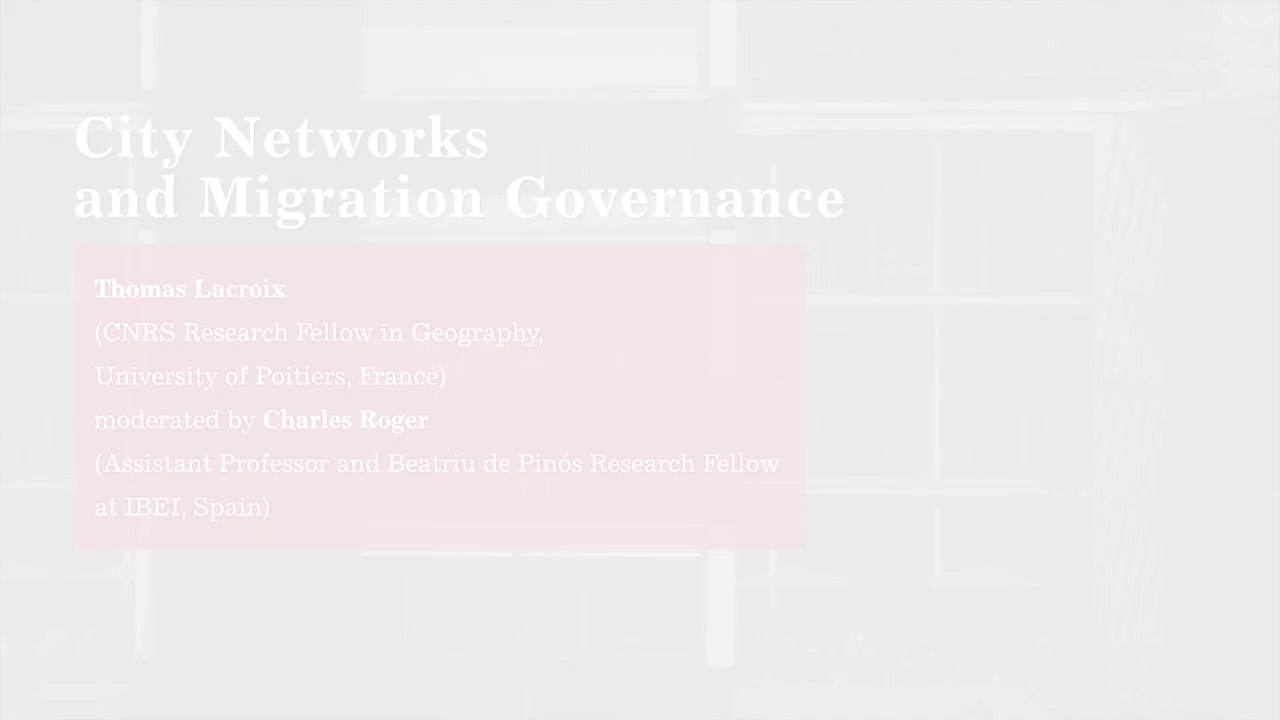 City Networks
and Migration Governance
Thomas Lacroix
(CNRS Research Fellow in Geography,
University of Poitiers, France)
moderated by Charles Roger
(Assistant Professor and Beatriu de Pinós Research Fellow
at IBEI, Spain)